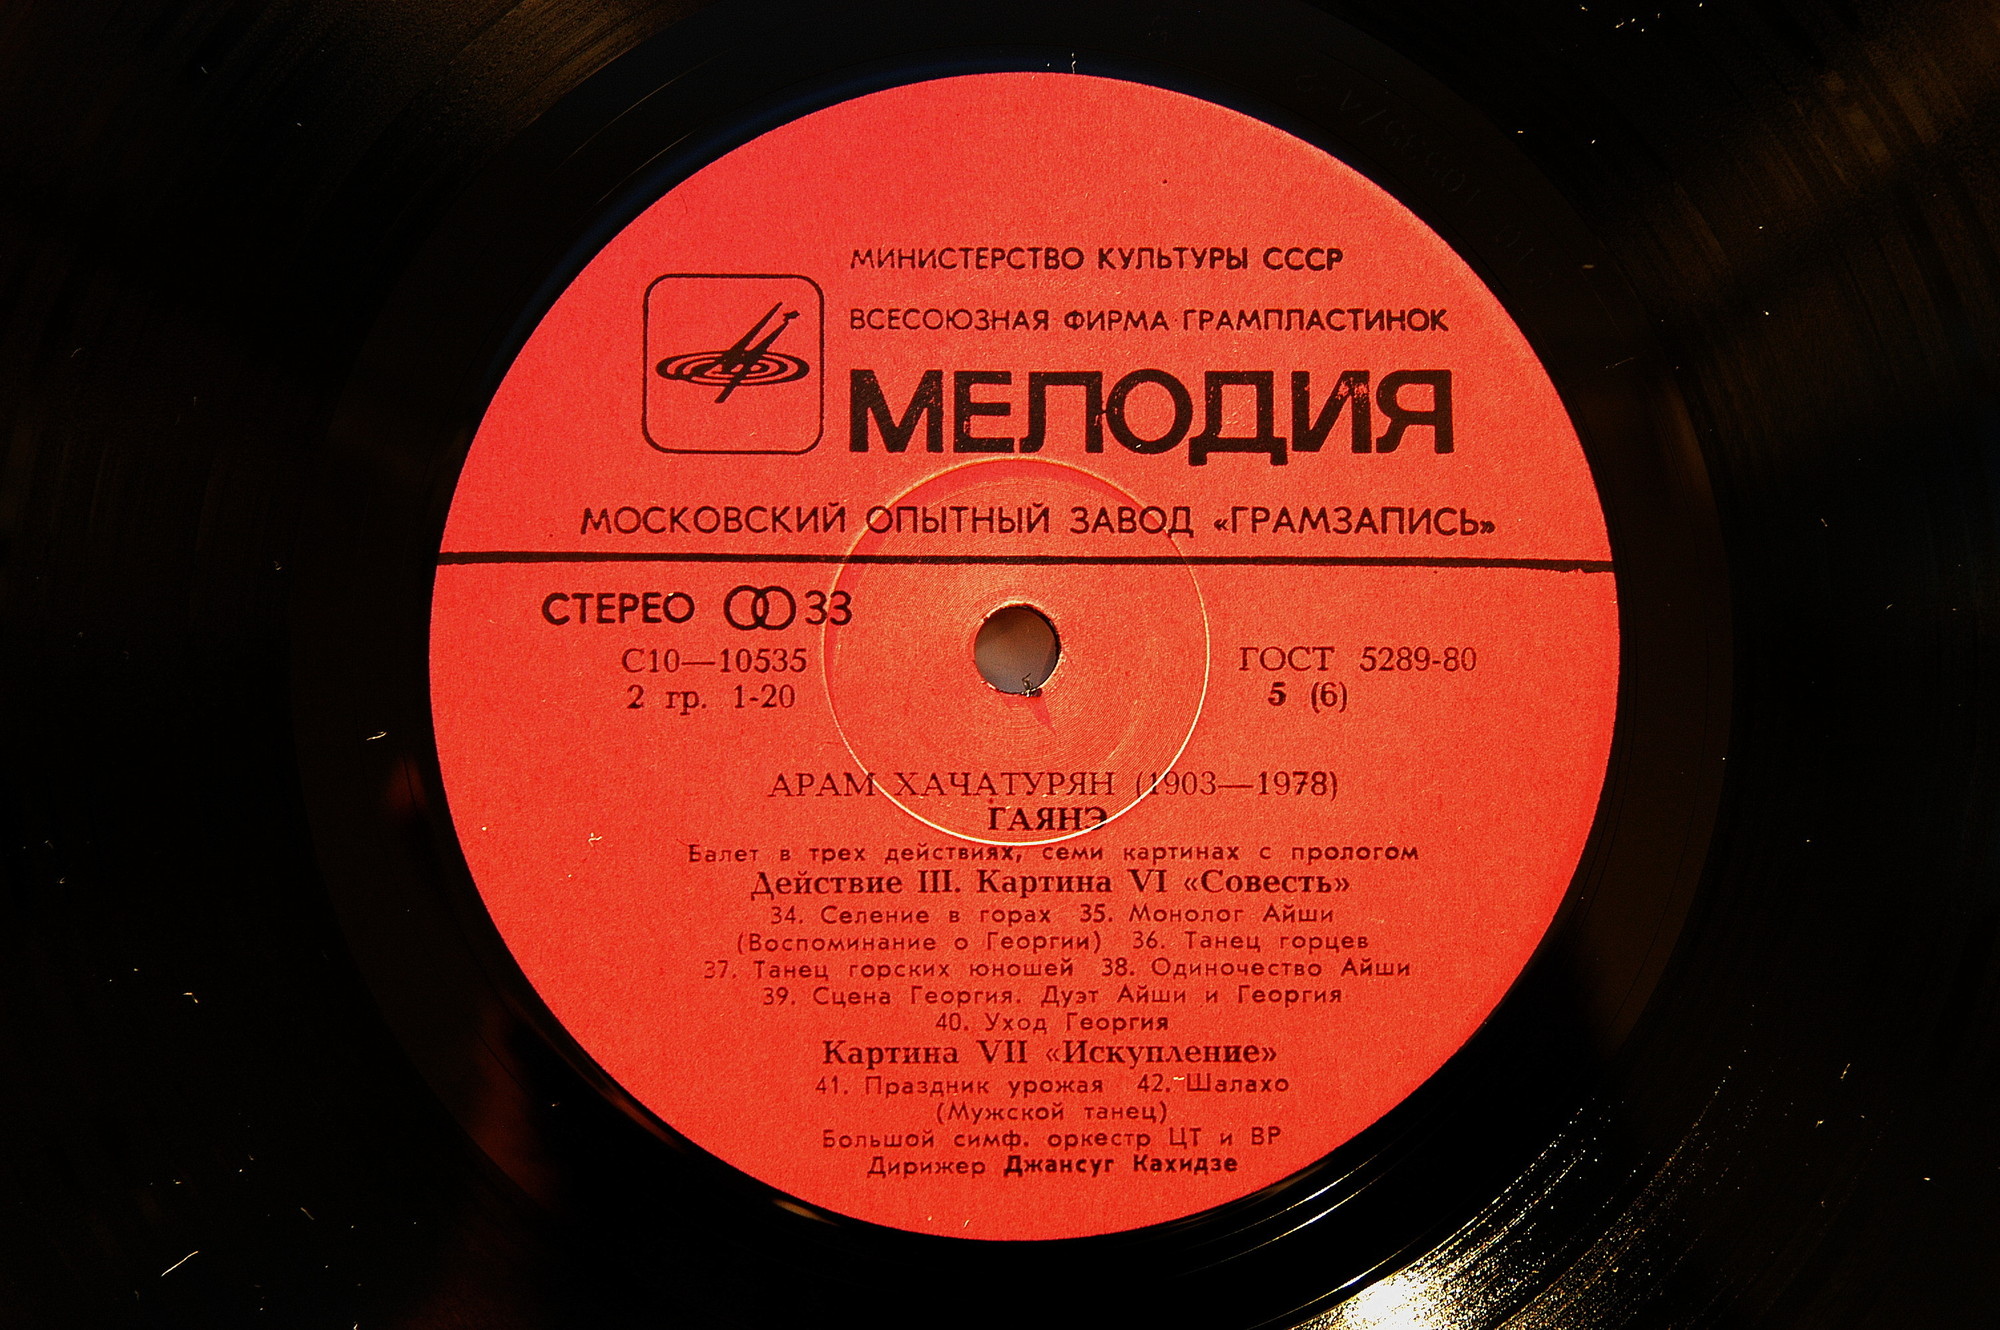 МИНИСТЕРСТВО КУЛЬТУРЫ СССР
ВСЕСОЮЗНАЯ ФИРМА ГРАМПЛАСТИНОК
МЕЛОДИЯ
МОСКОВСКИЙ ОПЫТНЫЙ ЗАВОД «ГРАМЗАПИСЬ»
СТЕРЕО 33
С10—10535
2 гр. 1-20
ГОСТ 5289-80
5 (6)
АРАМ ХАЧАТУРЯН (1903—1978)
ГАЯНЭ
Балет в трех действиях, семи картинах с прологом
Действие III. Картина VI «Совесть»
34. Селение в горах 35. Монолог Айши
(Воспоминание о Георгии) 36. Танец горцев
37. Танец горских юношей 38. Одиночество Айши
39. Сцена Георгия. Дуэт Айши и Георгия
40. Уход Георгия
Картина VII «Искупление»
41. Праздник урожая 42. Шалахо
(Мужской танец)
Большой симф. оркестр ЦТ и ВР
Дирижер Джансуг Кахидзе